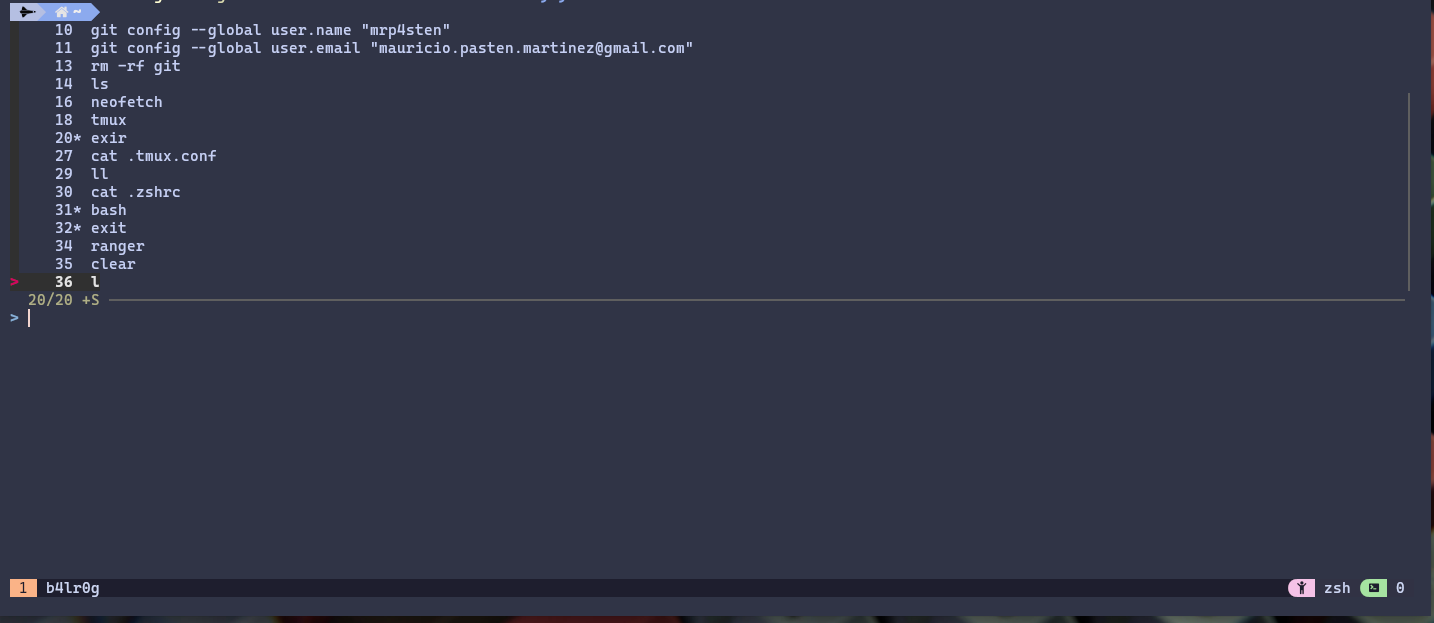 ~
10 git config --global user.name "mrp4sten"
11 git config --global user.email "mauricio.pasten.martinez@gmail.com"
13 rm -rf git
14 ls
16 neofetch
18 tmux
20* exir
27 cat .tmux.conf
29 ll
30 cat .zshrc
31* bash
32* exit
34 ranger
35 clear
> 36 l
20/20 +S
>
1 b4lr0g zsh 0